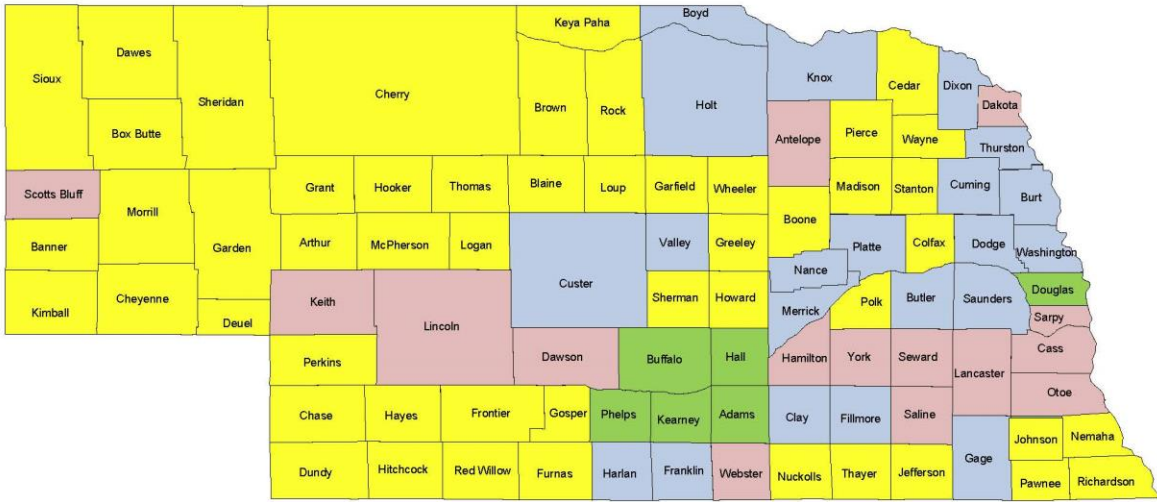 Keya Paha
Boyd
Dawes
Sioux
Sheridan
Cherry
Brown
Rock
Holt
Knox
Cedar
Dixon
Dakota
Box Butte
Antelope
Pierce
Wayne
Thurston
Scotts Bluff
Morrill
Grant
Hooker
Thomas
Blaine
Loup
Garfield
Wheeler
Madison
Stanton
Cuming
Burt
Banner
Garden
Arthur
McPherson
Logan
Custer
Valley
Greeley
Boone
Platte
Colfax
Dodge
Washington
Nance
Kimball
Cheyenne
Deuel
Keith
Lincoln
Sherman
Howard
Merrick
Polk
Butler
Saunders
Douglas
Sarpy
Perkins
Dawson
Buffalo
Hall
Hamilton
York
Seward
Lancaster
Cass
Otoe
Chase
Hayes
Frontier
Gosper
Phelps
Kearney
Adams
Clay
Fillmore
Saline
Johnson
Nemaha
Dundy
Hitchcock
Red Willow
Furnas
Harlan
Franklin
Webster
Nuckolls
Thayer
Jefferson
Gage
Pawnee
Richardson